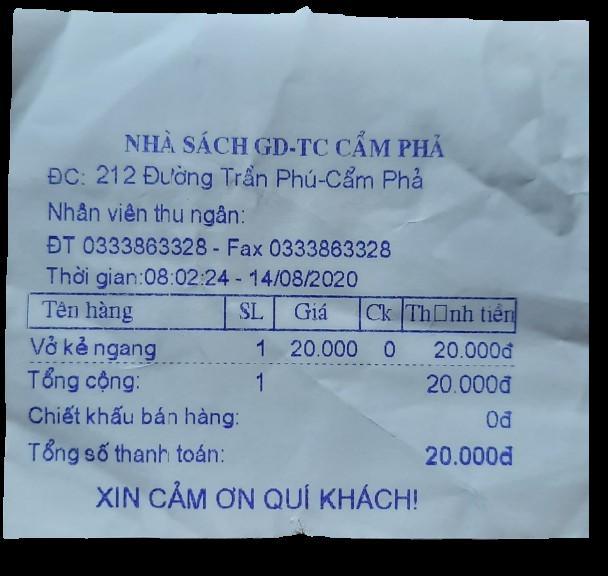 NHÀ SÁCH GD-TC CẨM PHẢ
ĐC: 212 Đường Trần Phú-Cẩm Phả
Nhân viên thu ngân:
ĐT 0333863328 - Fax 0333863328
Thời gian:08:02:24 - 14/08/2020
Tên hàng SL Giá Ck Th□nh tiền
Vở kẻ ngang 1 20.000 0 20.000đ
Tổng cộng: 1 20.000đ
Chiết khấu bán hàng: 0đ
Tổng số thanh toán: 20.000đ
XIN CẢM ƠN QUÍ KHÁCH!